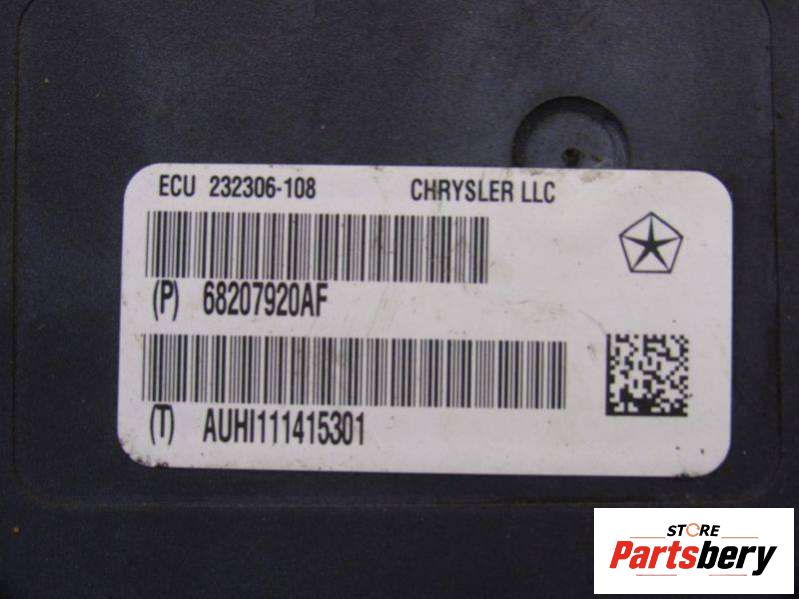 ECU 232306-108 CHRYSLER LLC
(P) 68207920AF
(T) AUHI111415301
STORE
Partsbery